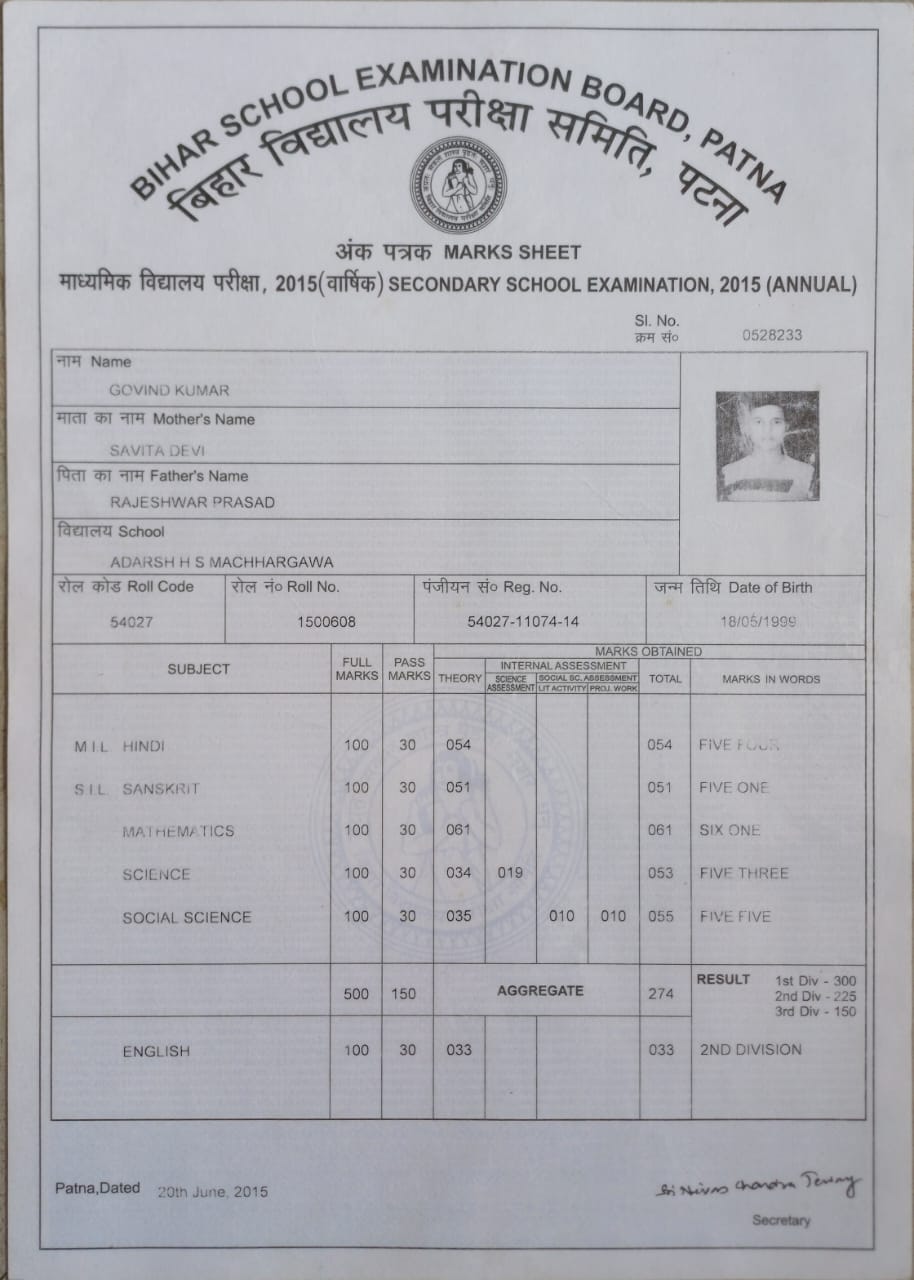 BIHAR SCHOOL EXAMINATION BOARD, PATNA
बिहार विद्यालय परीक्षा समिति, पटना
अंक पत्रक MARKS SHEET
माध्यमिक विद्यालय परीक्षा, 2015(वार्षिक) SECONDARY SCHOOL EXAMINATION, 2015 (ANNUAL)
Sl. No.
क्रम सं० 0528233
नाम Name
GOVIND KUMAR
माता का नाम Mother's Name
SAVITA DEVI
पिता का नाम Father's Name
RAJESHWAR PRASAD
विद्यालय School
ADARSH H S MACHHARGAWA
रोल कोड Roll Code रोल नं० Roll No. पंजीयन सं० Reg. No. जन्म तिथि Date of Birth
54027 1500608 54027-11074-14 18/05/1999
MARKS OBTAINED
SUBJECT FULL MARKS PASS MARKS THEORY INTERNAL ASSESSMENT TOTAL MARKS IN WORDS
SCIENCE ASSESSMENT SOCIAL SC. ASSESSMENT
LIT ACTIVITY PROJ. WORK
M I L HINDI 100 30 054 054 FIVE FOUR
S I L SANSKRIT 100 30 051 051 FIVE ONE
MATHEMATICS 100 30 061 061 SIX ONE
SCIENCE 100 30 034 019 053 FIVE THREE
SOCIAL SCIENCE 100 30 035 010 010 055 FIVE FIVE
500 150 AGGREGATE 274 RESULT 1st Div - 300
2nd Div - 225
3rd Div - 150
ENGLISH 100 30 033 033 2ND DIVISION
Patna,Dated 20th June, 2015
Secretary